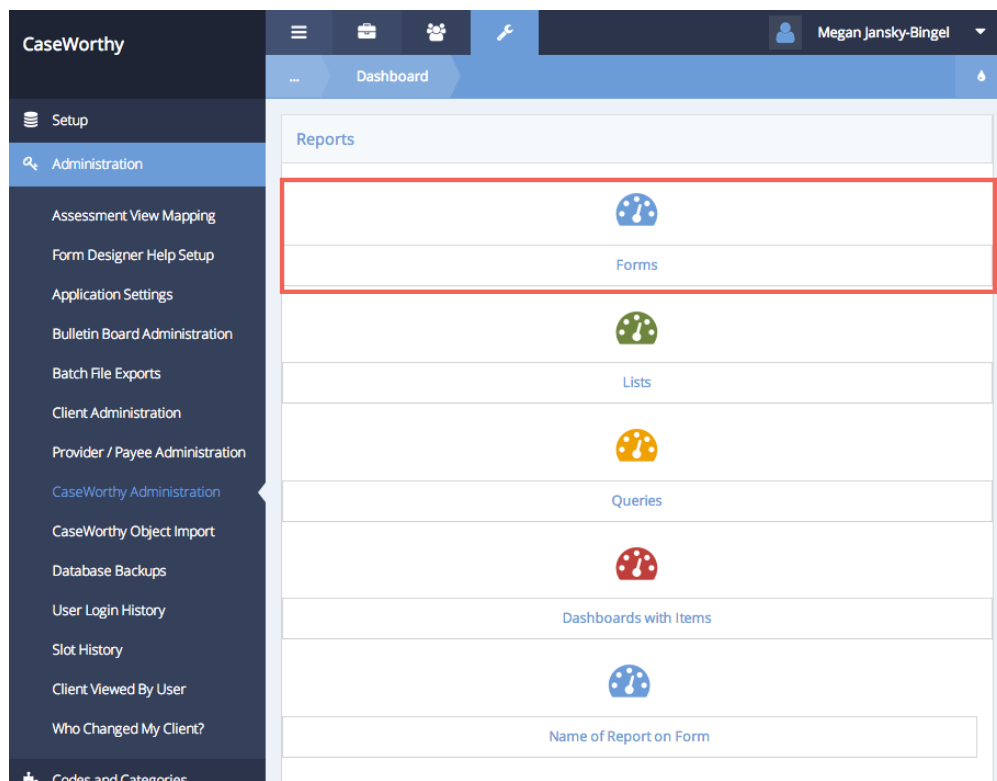 CaseWorthy
Megan Jansky-Bingel
... Dashboard
Setup
Administration
Assessment View Mapping
Form Designer Help Setup
Application Settings
Bulletin Board Administration
Batch File Exports
Client Administration
Provider / Payee Administration
CaseWorthy Administration
CaseWorthy Object Import
Database Backups
User Login History
Slot History
Client Viewed By User
Who Changed My Client?
Codes and Categories
Reports
Forms
Lists
Queries
Dashboards with Items
Name of Report on Form